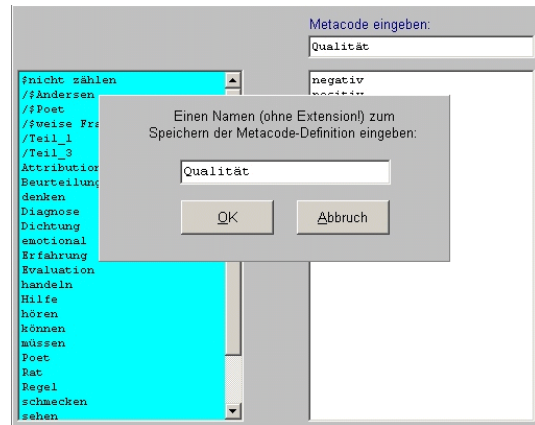 Metacode eingeben:
Qualität
$nicht zählen
/$Andersen
/$Poet
/$weise Fra
/Teil_1
/Teil_3
Attribution
Beurteilung
denken
Diagnose
Dichtung
emotional
Erfahrung
Evaluation
handeln
Hilfe
hören
können
müssen
Poet
Rat
Regel
schmecken
sehen
negativ
positiv
Einen Namen (ohne Extension!) zum
Speichern der Metacode-Definition eingeben:
Qualität
OK
Abbruch